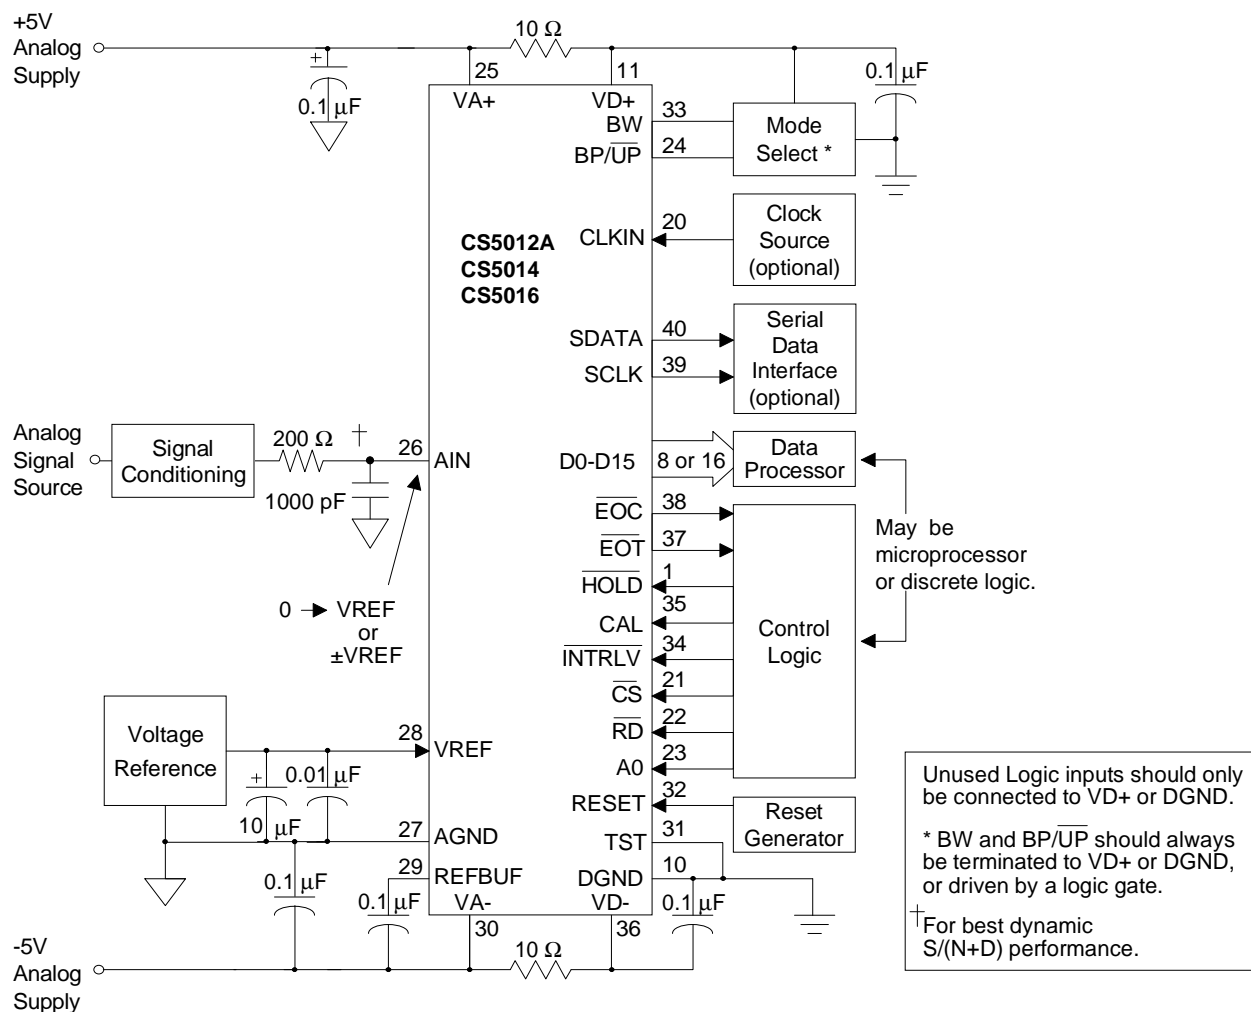 +5V
Analog
Supply
10 Ω
+
0.1 µF
25
VA+
11
VD+
0.1 µF
BW
33
BP/UP
24
Mode
Select *
CS5012A
CS5014
CS5016
CLKIN
20
Clock
Source
(optional)
SDATA
40
SCLK
39
Serial
Data
Interface
(optional)
Analog
Signal
Source
Signal
Conditioning
200 Ω
†
1000 pF
26
AIN
0
VREF
or
±VREF
D0-D15
8 or 16
Data
Processor
EOC
38
EOT
37
HOLD
1
CAL
35
INTRLV
34
CS
21
RD
22
A0
23
Control
Logic
May be
microprocessor
or discrete logic.
Voltage
Reference
28
VREF
+
10 µF
0.01 µF
27
AGND
RESET
32
Reset
Generator
TST
31
29
REFBUF
DGND
10
0.1 µF
0.1 µF
0.1 µF
VA-
30
VD-
36
10 Ω
-5V
Analog
Supply
Unused Logic inputs should only
be connected to VD+ or DGND.
* BW and BP/UP should always
be terminated to VD+ or DGND,
or driven by a logic gate.
†For best dynamic
S/(N+D) performance.